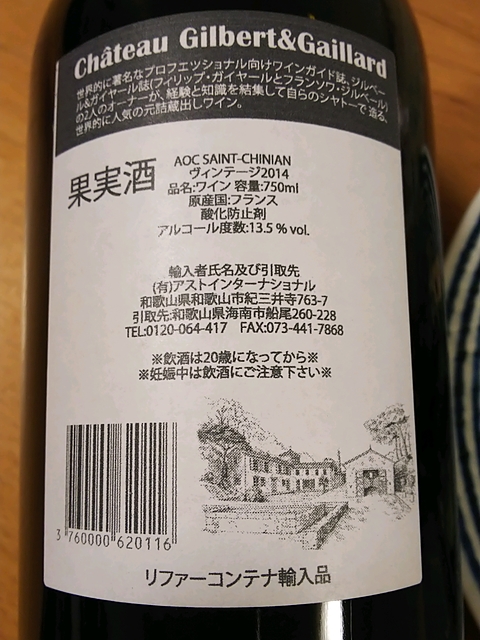 Château Gilbert&Gaillard
世界的に著名なプロフェッショナル向けワインガイド誌、ジルベー
ル&ガイヤール誌(フィリップ・ガイヤールとフランソワ・ジルベール)
の2人のオーナーが、経験と知識を結集して自らのシャトーで造る、
世界的に人気の元詰蔵出しワイン。
果実酒
AOC SAINT-CHINIAN
ヴィンテージ2014
品名:ワイン 容量:750ml
原産国:フランス
酸化防止剤
アルコール度数:13.5 % vol.
輸入者氏名及び引取先
(有)アストインターナショナル
和歌山県和歌山市紀三井寺763-7
引取先:和歌山県海南市船尾260-228
TEL:0120-064-417 FAX:073-441-7868
※飲酒は20歳になってから※
※妊娠中は飲酒にご注意下さい※
3 760000 620116
リファーコンテナ輸入品